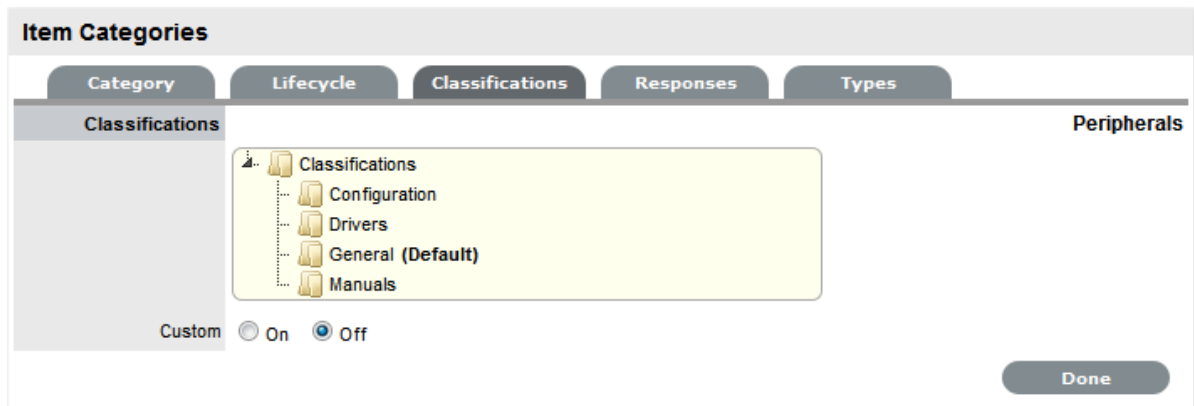 Item Categories
Category Lifecycle Classifications Responses Types
Classifications Peripherals
Classifications
Configuration
Drivers
General (Default)
Manuals
Custom On Off
Done